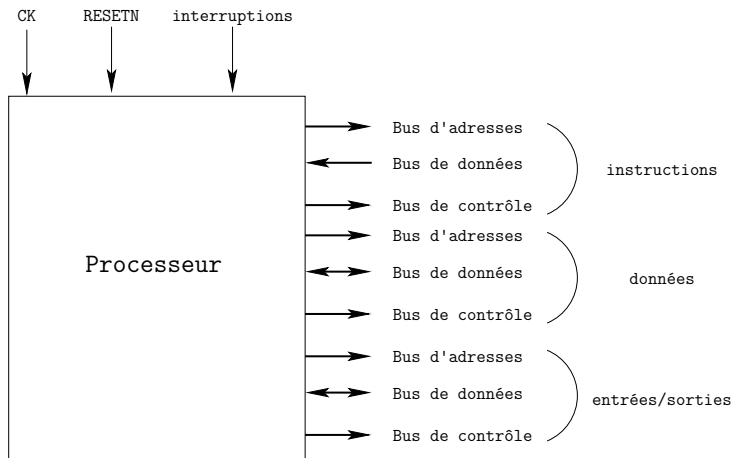 CK RESETN interruptions
Bus d'adresses
Bus de données
instructions
Bus de contrôle
Bus d'adresses
Processeur
Bus de données
données
Bus de contrôle
Bus d'adresses
Bus de données
entrées/sorties
Bus de contrôle